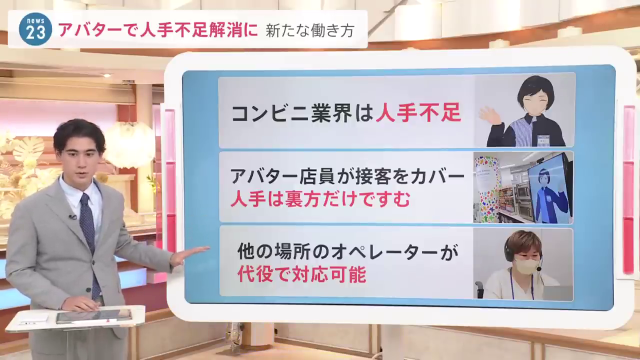 news
23
アバターで人手不足解消に 新たな働き方
コンビニ業界は人手不足
アバター店員が接客をカバー
人手は裏方だけですむ
他の場所のオペレーターが
代役で対応可能